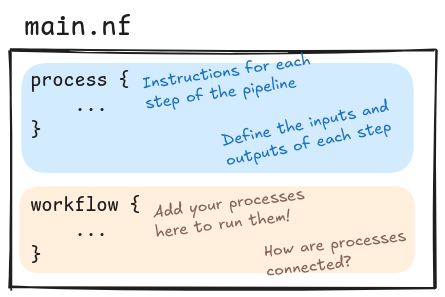 main.nf
process {
...
}
Instructions for each
step of the pipeline
Define the inputs and
outputs of each step
workflow {
...
}
Add your processes
here to run them!
How are processes
connected?